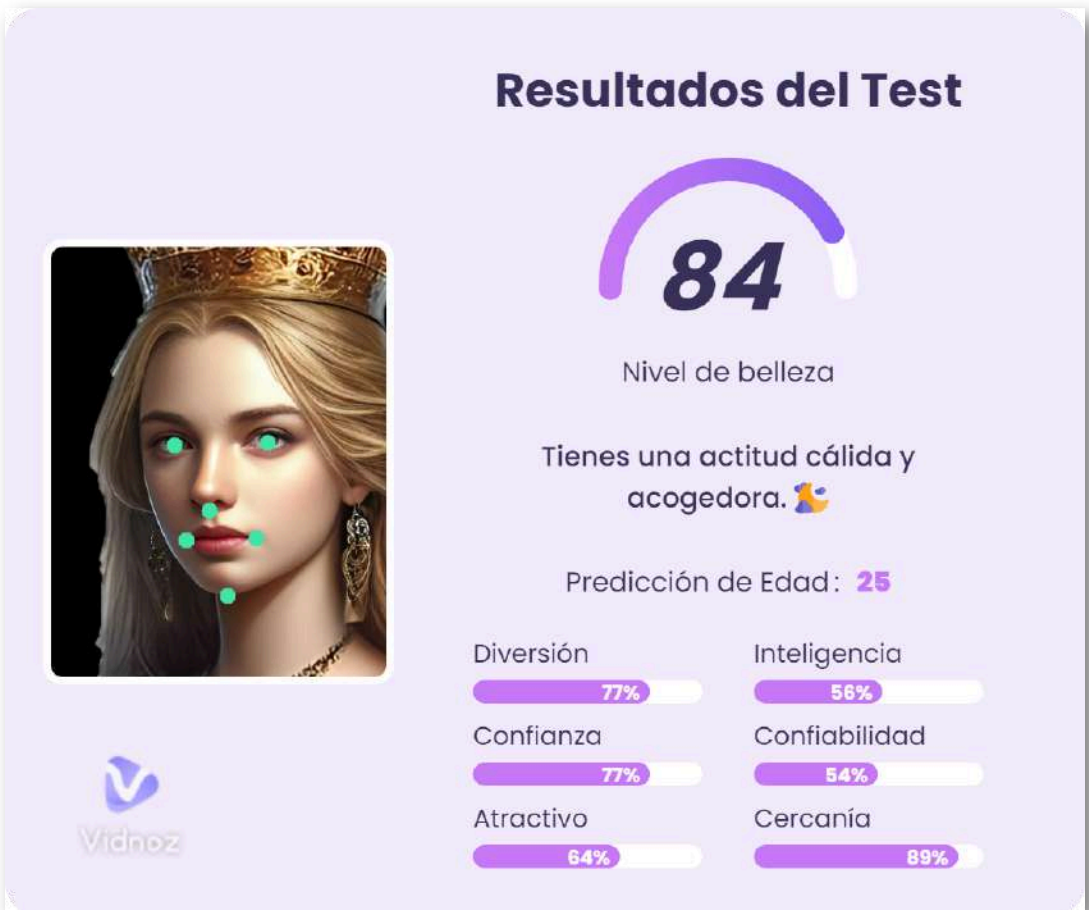 Resultados del Test
84
Nivel de belleza
Tienes una actitud cálida y
acogedora.
Predicción de Edad: 25
Diversión
77%
Inteligencia
56%
Confianza
77%
Confiabilidad
54%
Atractivo
64%
Cercanía
89%
Vidnoz